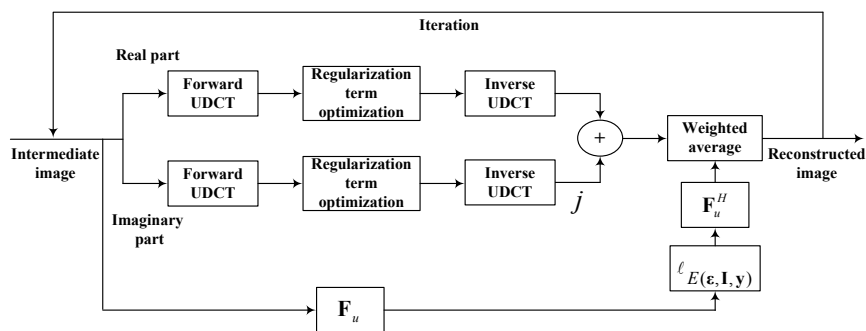 Iteration
Real part
Forward
UDCT
Regularization
term
optimization
Inverse
UDCT
+
Weighted
average
Intermediate
image
Reconstructed
image
Forward
UDCT
Regularization
term
optimization
Inverse
UDCT
j
Imaginary
part
F_u^H
ℓ_E(ε, I, y)
F_u